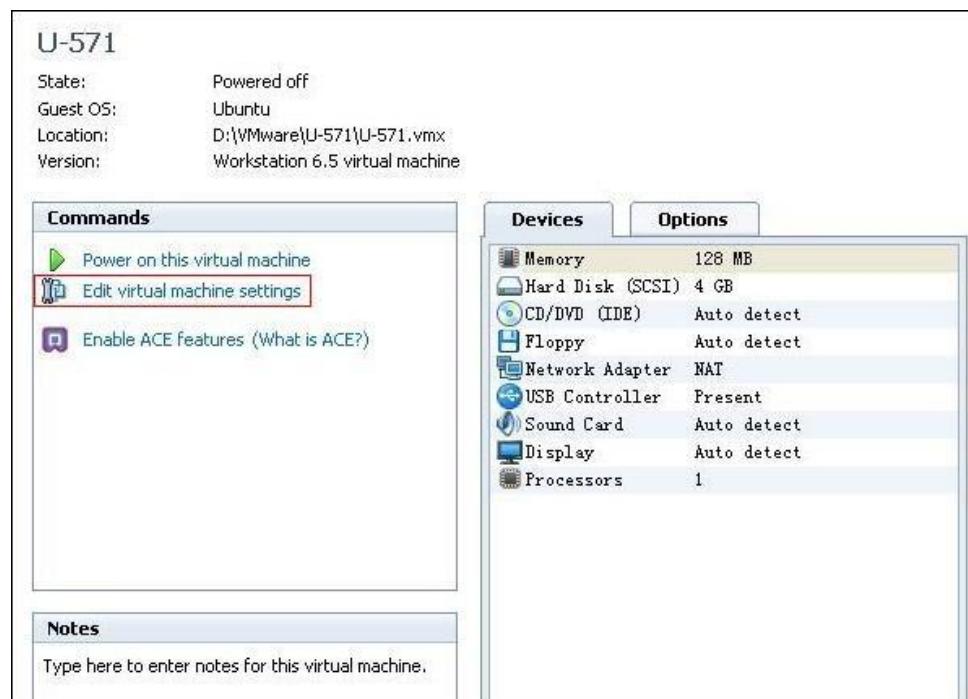 U-571
State: Powered off
Guest OS: Ubuntu
Location: D:\VMware\U-571\U-571.vmx
Version: Workstation 6.5 virtual machine
Commands
Power on this virtual machine
Edit virtual machine settings
Enable ACE features (What is ACE?)
Devices Options
Memory 128 MB
Hard Disk (SCSI) 4 GB
CD/DVD (IDE) Auto detect
Floppy Auto detect
Network Adapter NAT
USB Controller Present
Sound Card Auto detect
Display Auto detect
Processors 1
Notes
Type here to enter notes for this virtual machine.